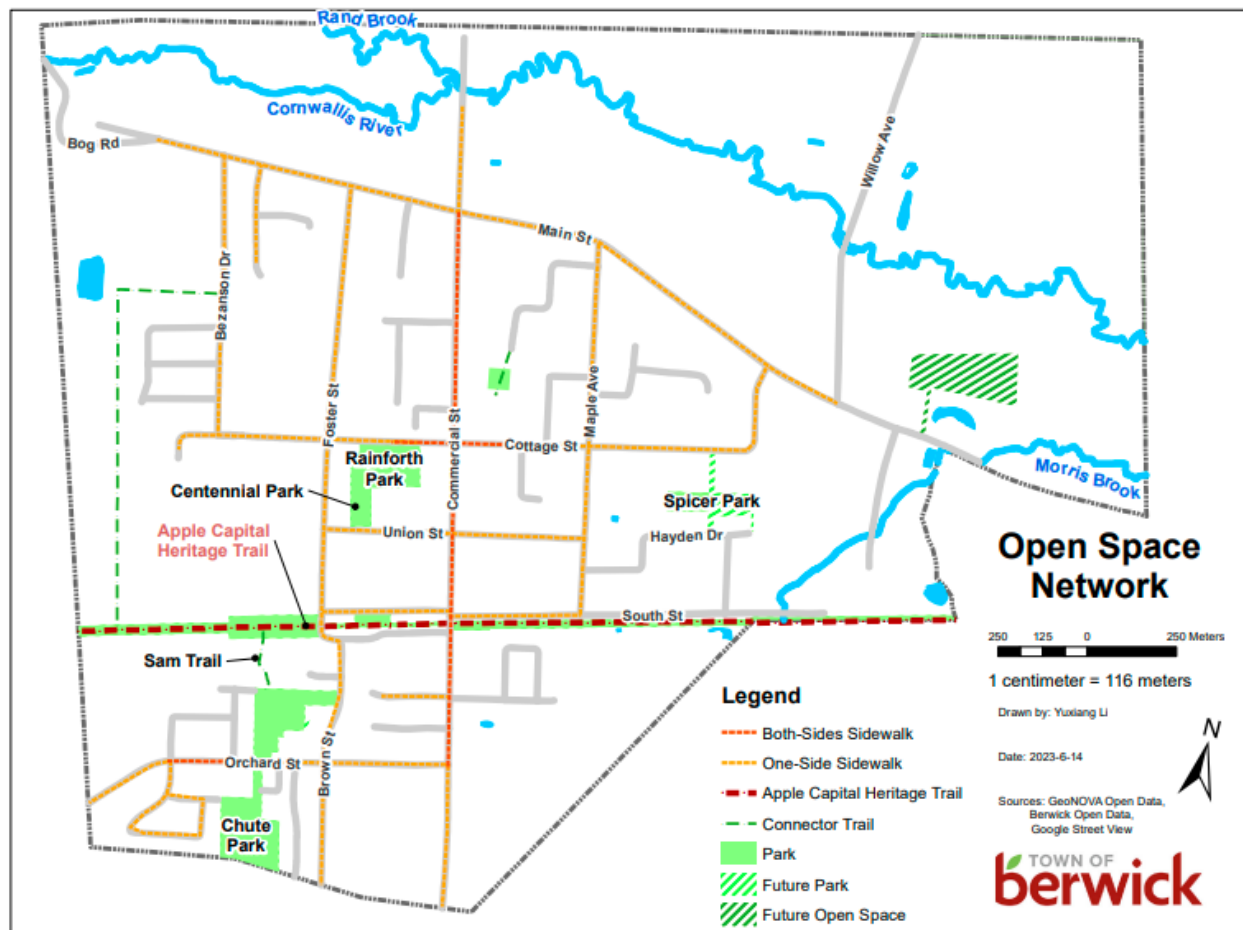 Rand Brook
Cornwallis River
Bog Rd
Willow Ave
Main St
Bezanson Dr
Foster St
Commercial St
Maple Ave
Cottage St
Rainforth
Park
Centennial Park
Spicer Park
Morris Brook
Union St
Hayden Dr
Apple Capital
Heritage Trail
South St
Sam Trail
Orchard St
Brown St
Chute
Park
Open Space
Network
250 125 0 250 Meters
1 centimeter = 116 meters
Legend
Both-Sides Sidewalk
One-Side Sidewalk
Apple Capital Heritage Trail
Connector Trail
Park
Future Park
Future Open Space
Drawn by: Yuxiang Li
N
Date: 2023-6-14
Sources: GeoNOVA Open Data,
Berwick Open Data,
Google Street View
TOWN OF
berwick